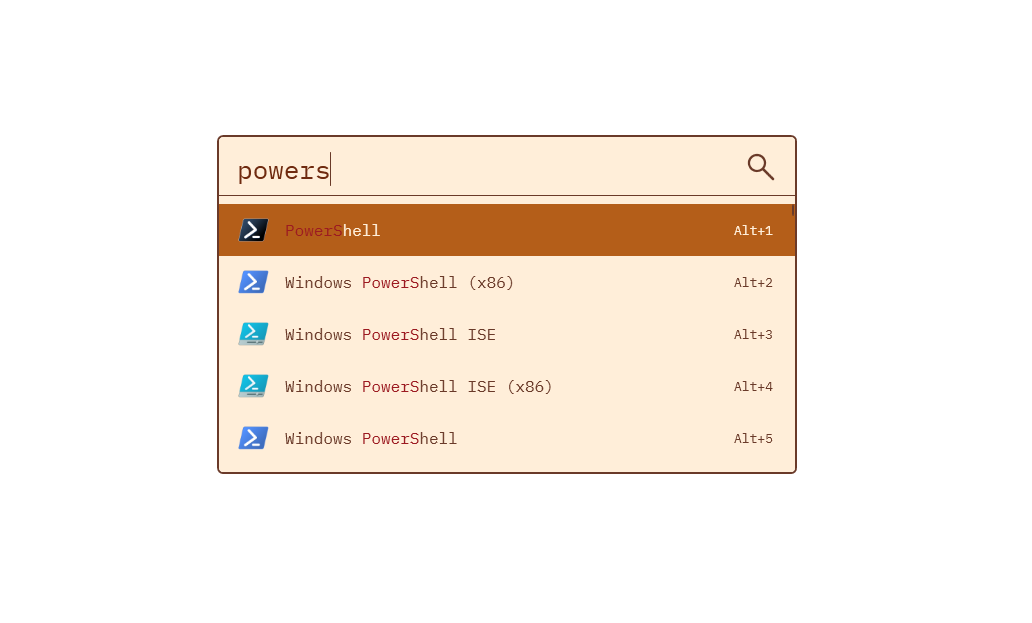 powers
PowerShell Alt+1
Windows PowerShell (x86) Alt+2
Windows PowerShell ISE Alt+3
Windows PowerShell ISE (x86) Alt+4
Windows PowerShell Alt+5